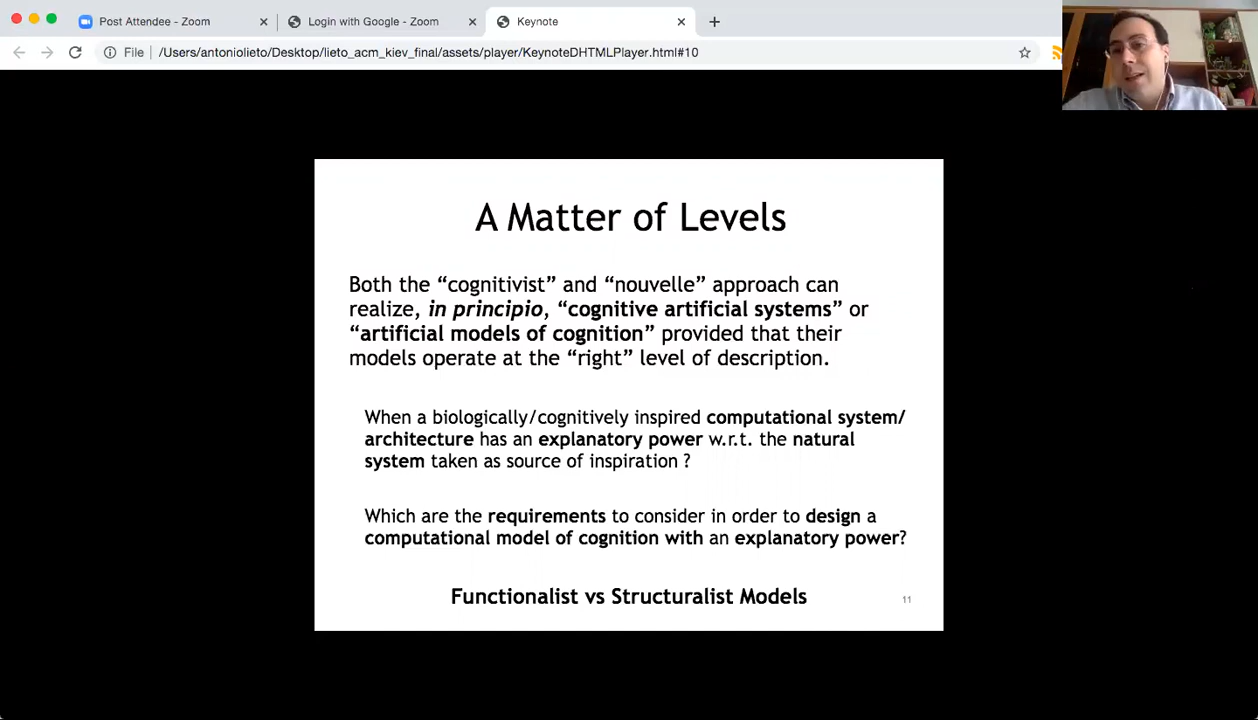 Post Attendee - Zoom
Login with Google - Zoom
Keynote
File
/Users/antoniolieto/Desktop/lieto_acm_kiev_final/assets/player/KeynoteDHTMLPlayer.html#10
A Matter of Levels
Both the “cognitivist” and “nouvelle” approach can
realize, in principio, “cognitive artificial systems” or
“artificial models of cognition” provided that their
models operate at the “right” level of description.
When a biologically/cognitively inspired computational system/
architecture has an explanatory power w.r.t. the natural
system taken as source of inspiration ?
Which are the requirements to consider in order to design a
computational model of cognition with an explanatory power?
Functionalist vs Structuralist Models
11